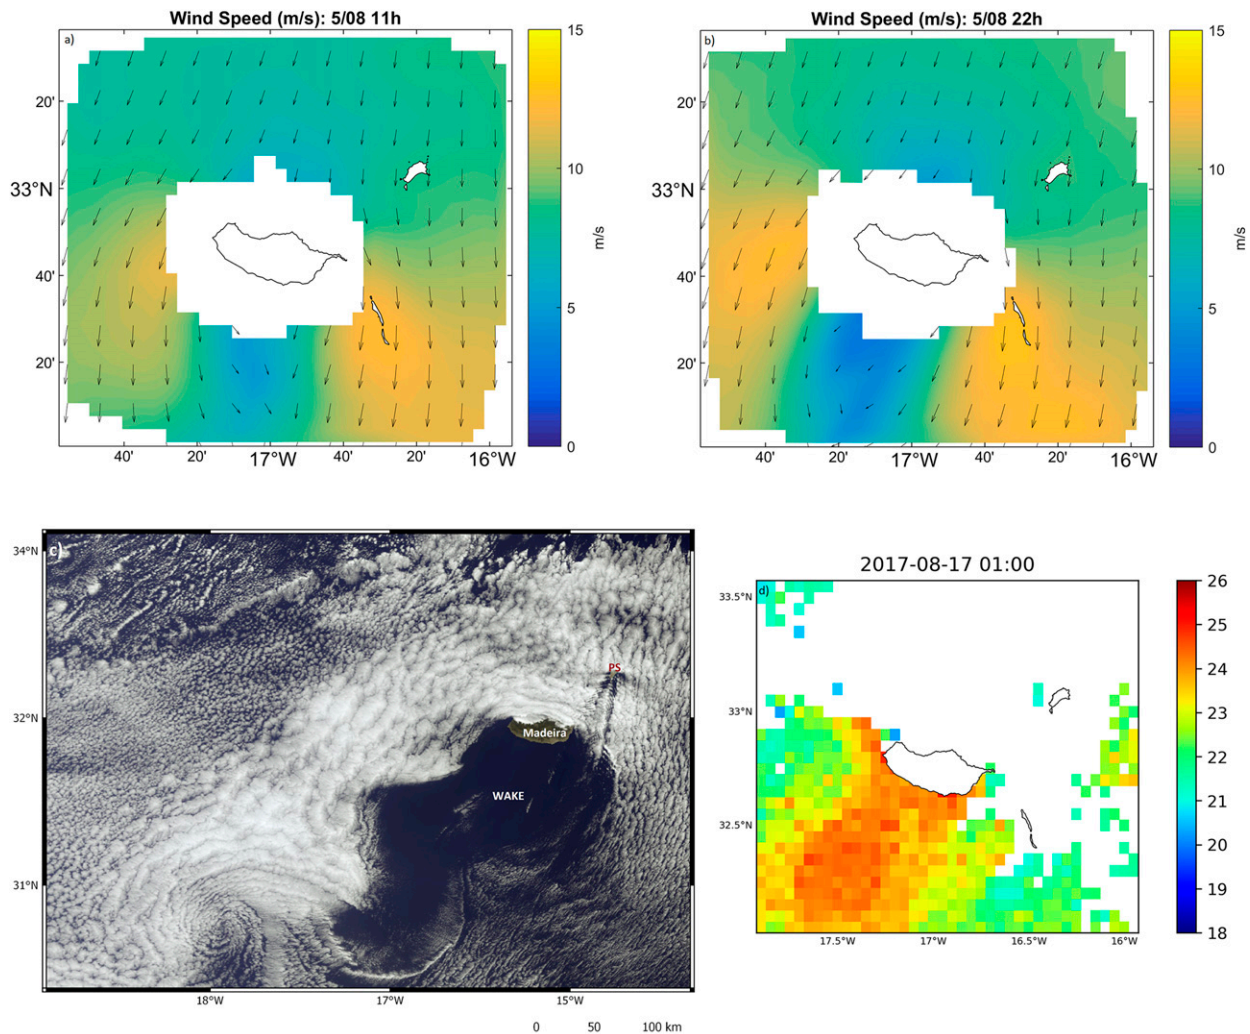 Wind Speed (m/s): 5/08 11h
a)
20'
33°N
40'
20'
40' 20' 17°W 40' 20' 16°W
15
10
5
0
m/s
Wind Speed (m/s): 5/08 22h
b)
20'
33°N
40'
20'
40' 20' 17°W 40' 20' 16°W
15
10
5
0
m/s
c)
34°N
32°N
31°N
PS
Madeira
WAKE
18°W 17°W 15°W
0 50 100 km
2017-08-17 01:00
d)
33.5°N
33°N
32.5°N
17.5°W 17°W 16.5°W 16°W
26
25
24
23
22
21
20
19
18